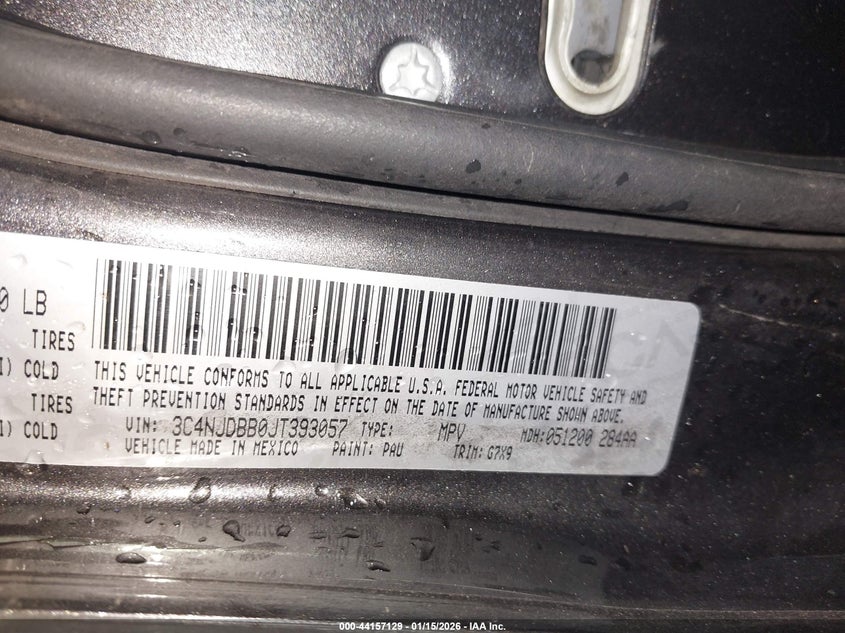 0 LB
TIRES
I) COLD
TIRES
I) COLD
THIS VEHICLE CONFORMS TO ALL APPLICABLE U.S.A. FEDERAL MOTOR VEHICLE SAFETY AND
THEFT PREVENTION STANDARDS IN EFFECT ON THE DATE OF MANUFACTURE SHOWN ABOVE.
VIN: 3C4NJDBB0JT393057 TYPE: MPV MDH:051200 284AA
VEHICLE MADE IN MEXICO PAINT: PAU TRIM: G7X9
000-44157129 - 01/15/2026 - IAA Inc.